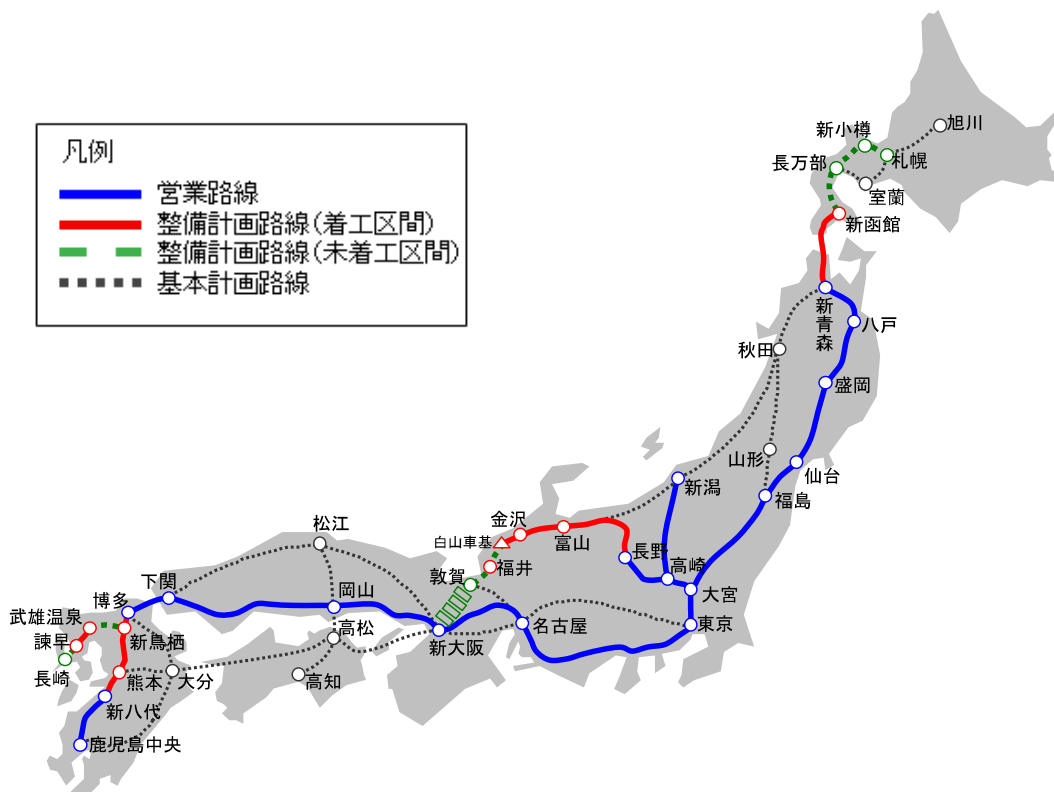 凡例
営業路線
整備計画路線(着工区間)
整備計画路線(未着工区間)
基本計画路線
旭川
新小樽
札幌
長万部
室蘭
新函館
新青森
八戸
秋田
盛岡
山形
仙台
新潟
福島
金沢
松江
白山車基
富山
長野
高崎
敦賀
福井
下関
岡山
大宮
博多
武雄温泉
名古屋
東京
諫早
新鳥栖
高松
新大阪
長崎
熊本
大分
高知
新八代
鹿児島中央